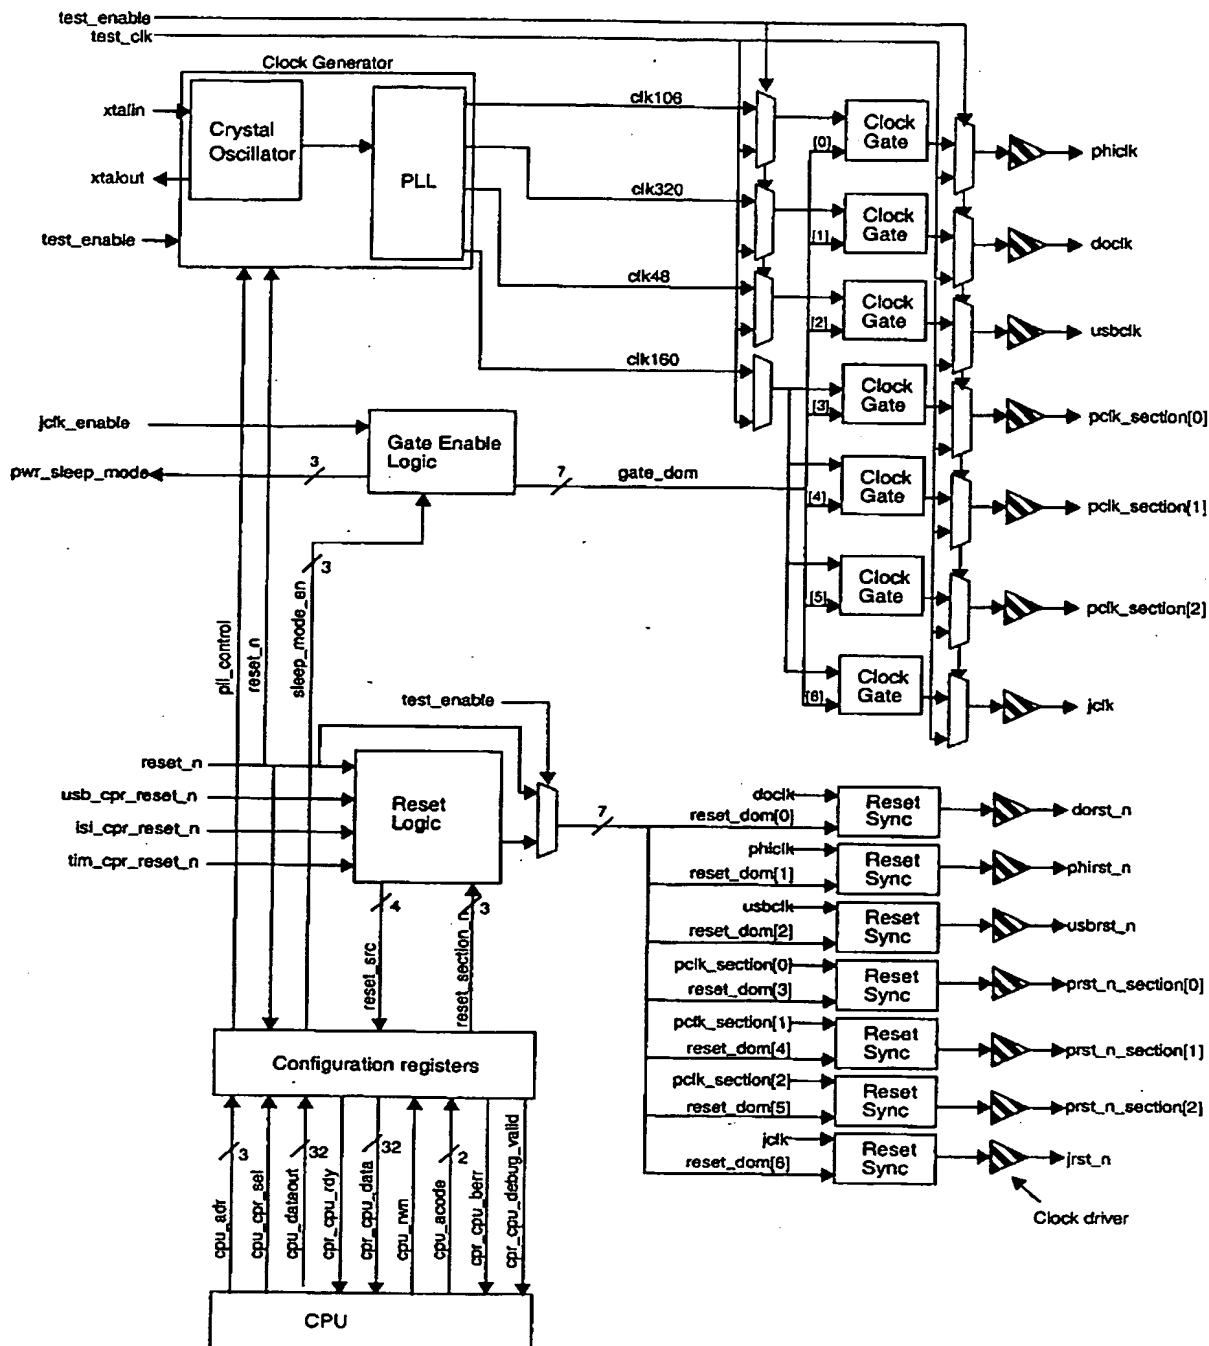 test_enable
test_clk
Clock Generator
xtalin
Crystal
Oscillator
xtalout
PLL
test_enable
clk106
clk320
clk48
clk160
[0]
Clock
Gate
phiclk
[1]
Clock
Gate
doclk
[2]
Clock
Gate
usbclk
[3]
Clock
Gate
pclk_section[0]
jclk_enable
Gate Enable
Logic
pwr_sleep_mode
3
7
gate_dom
[4]
Clock
Gate
pclk_section[1]
3
[5]
Clock
Gate
pclk_section[2]
[6]
Clock
Gate
jclk
pll_control
reset_n
sleep_mode_en
test_enable
reset_n
usb_cpr_reset_n
isi_cpr_reset_n
tim_cpr_reset_n
Reset
Logic
7
4
3
reset_src
reset_section_n
doclk
reset_dom[0]
Reset
Sync
dorst_n
phiclk
reset_dom[1]
Reset
Sync
phirst_n
usbclk
reset_dom[2]
Reset
Sync
usbrst_n
pclk_section[0]
reset_dom[3]
Reset
Sync
prst_n_section[0]
pclk_section[1]
reset_dom[4]
Reset
Sync
prst_n_section[1]
pclk_section[2]
reset_dom[5]
Reset
Sync
prst_n_section[2]
jclk
reset_dom[6]
Reset
Sync
jrst_n
Clock driver
Configuration registers
3
32
32
2
cpu_adr
cpu_cpr_sel
cpu_dataout
cpr_cpu_rdy
cpr_cpu_data
cpu_rwn
cpu_acode
cpr_cpu_berr
cpr_cpu_debug_valid
CPU